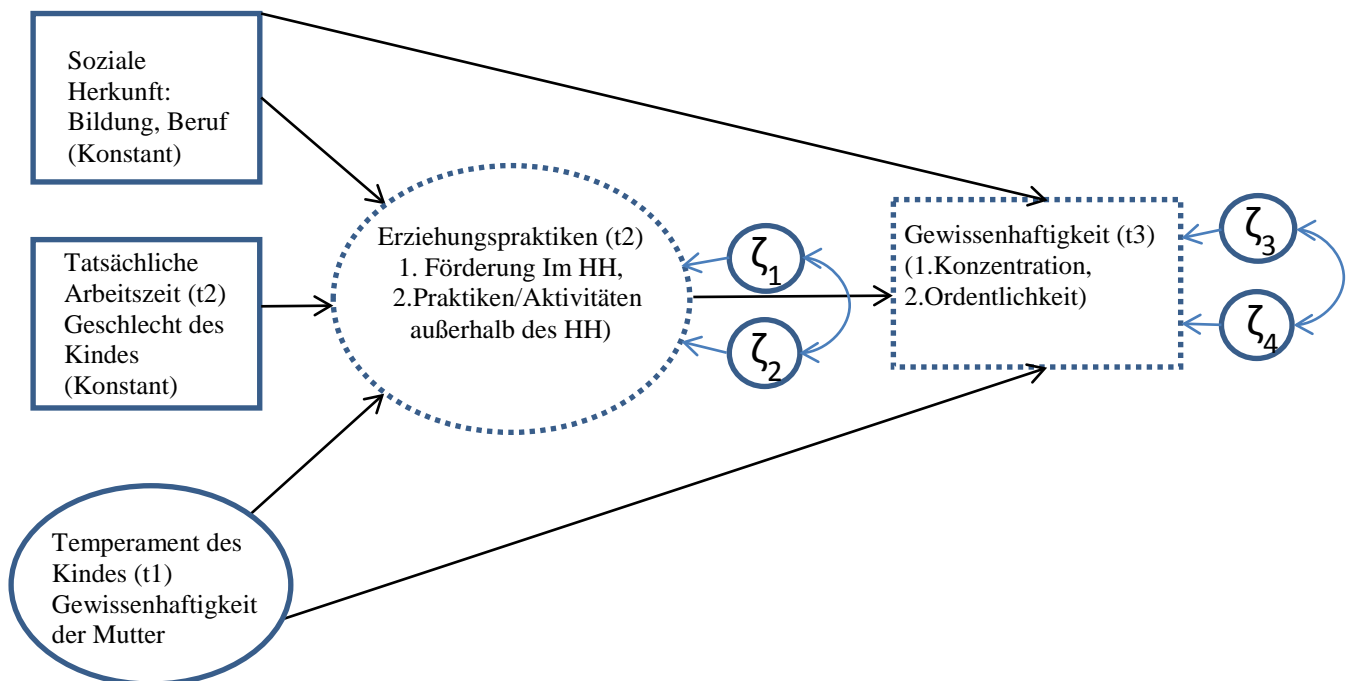 Soziale
Herkunft:
Bildung, Beruf
(Konstant)
Tatsächliche
Arbeitszeit (t2)
Geschlecht des
Kindes
(Konstant)
Temperament des
Kindes (t1)
Gewissenhaftigkeit
der Mutter
Erziehungspraktiken (t2)
1. Förderung Im HH,
2.Praktiken/Aktivitäten
außerhalb des HH)
ζ1
ζ2
Gewissenhaftigkeit (t3)
(1.Konzentration,
2.Ordentlichkeit)
ζ3
ζ4